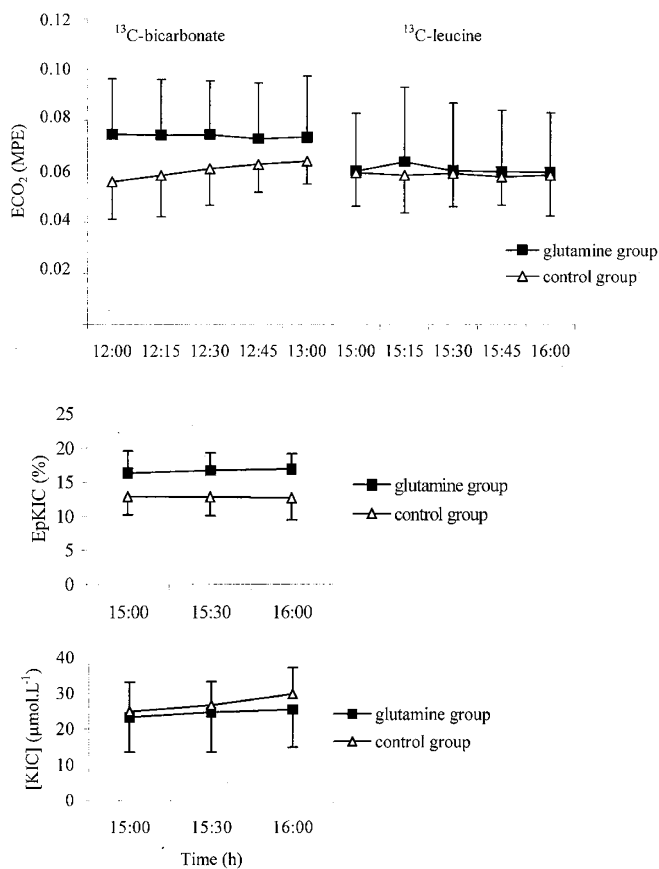 0.12
¹³C-bicarbonate
¹³C-leucine
0.10
0.08
0.06
0.04
0.02
ECO₂ (MPE)
glutamine group
control group
12:00 12:15 12:30 12:45 13:00 15:00 15:15 15:30 15:45 16:00
25
20
15
10
5
0
EpKIC (%)
glutamine group
control group
15:00 15:30 16:00
40
30
20
10
0
[KIC] (µmol.L⁻¹)
glutamine group
control group
15:00 15:30 16:00
Time (h)